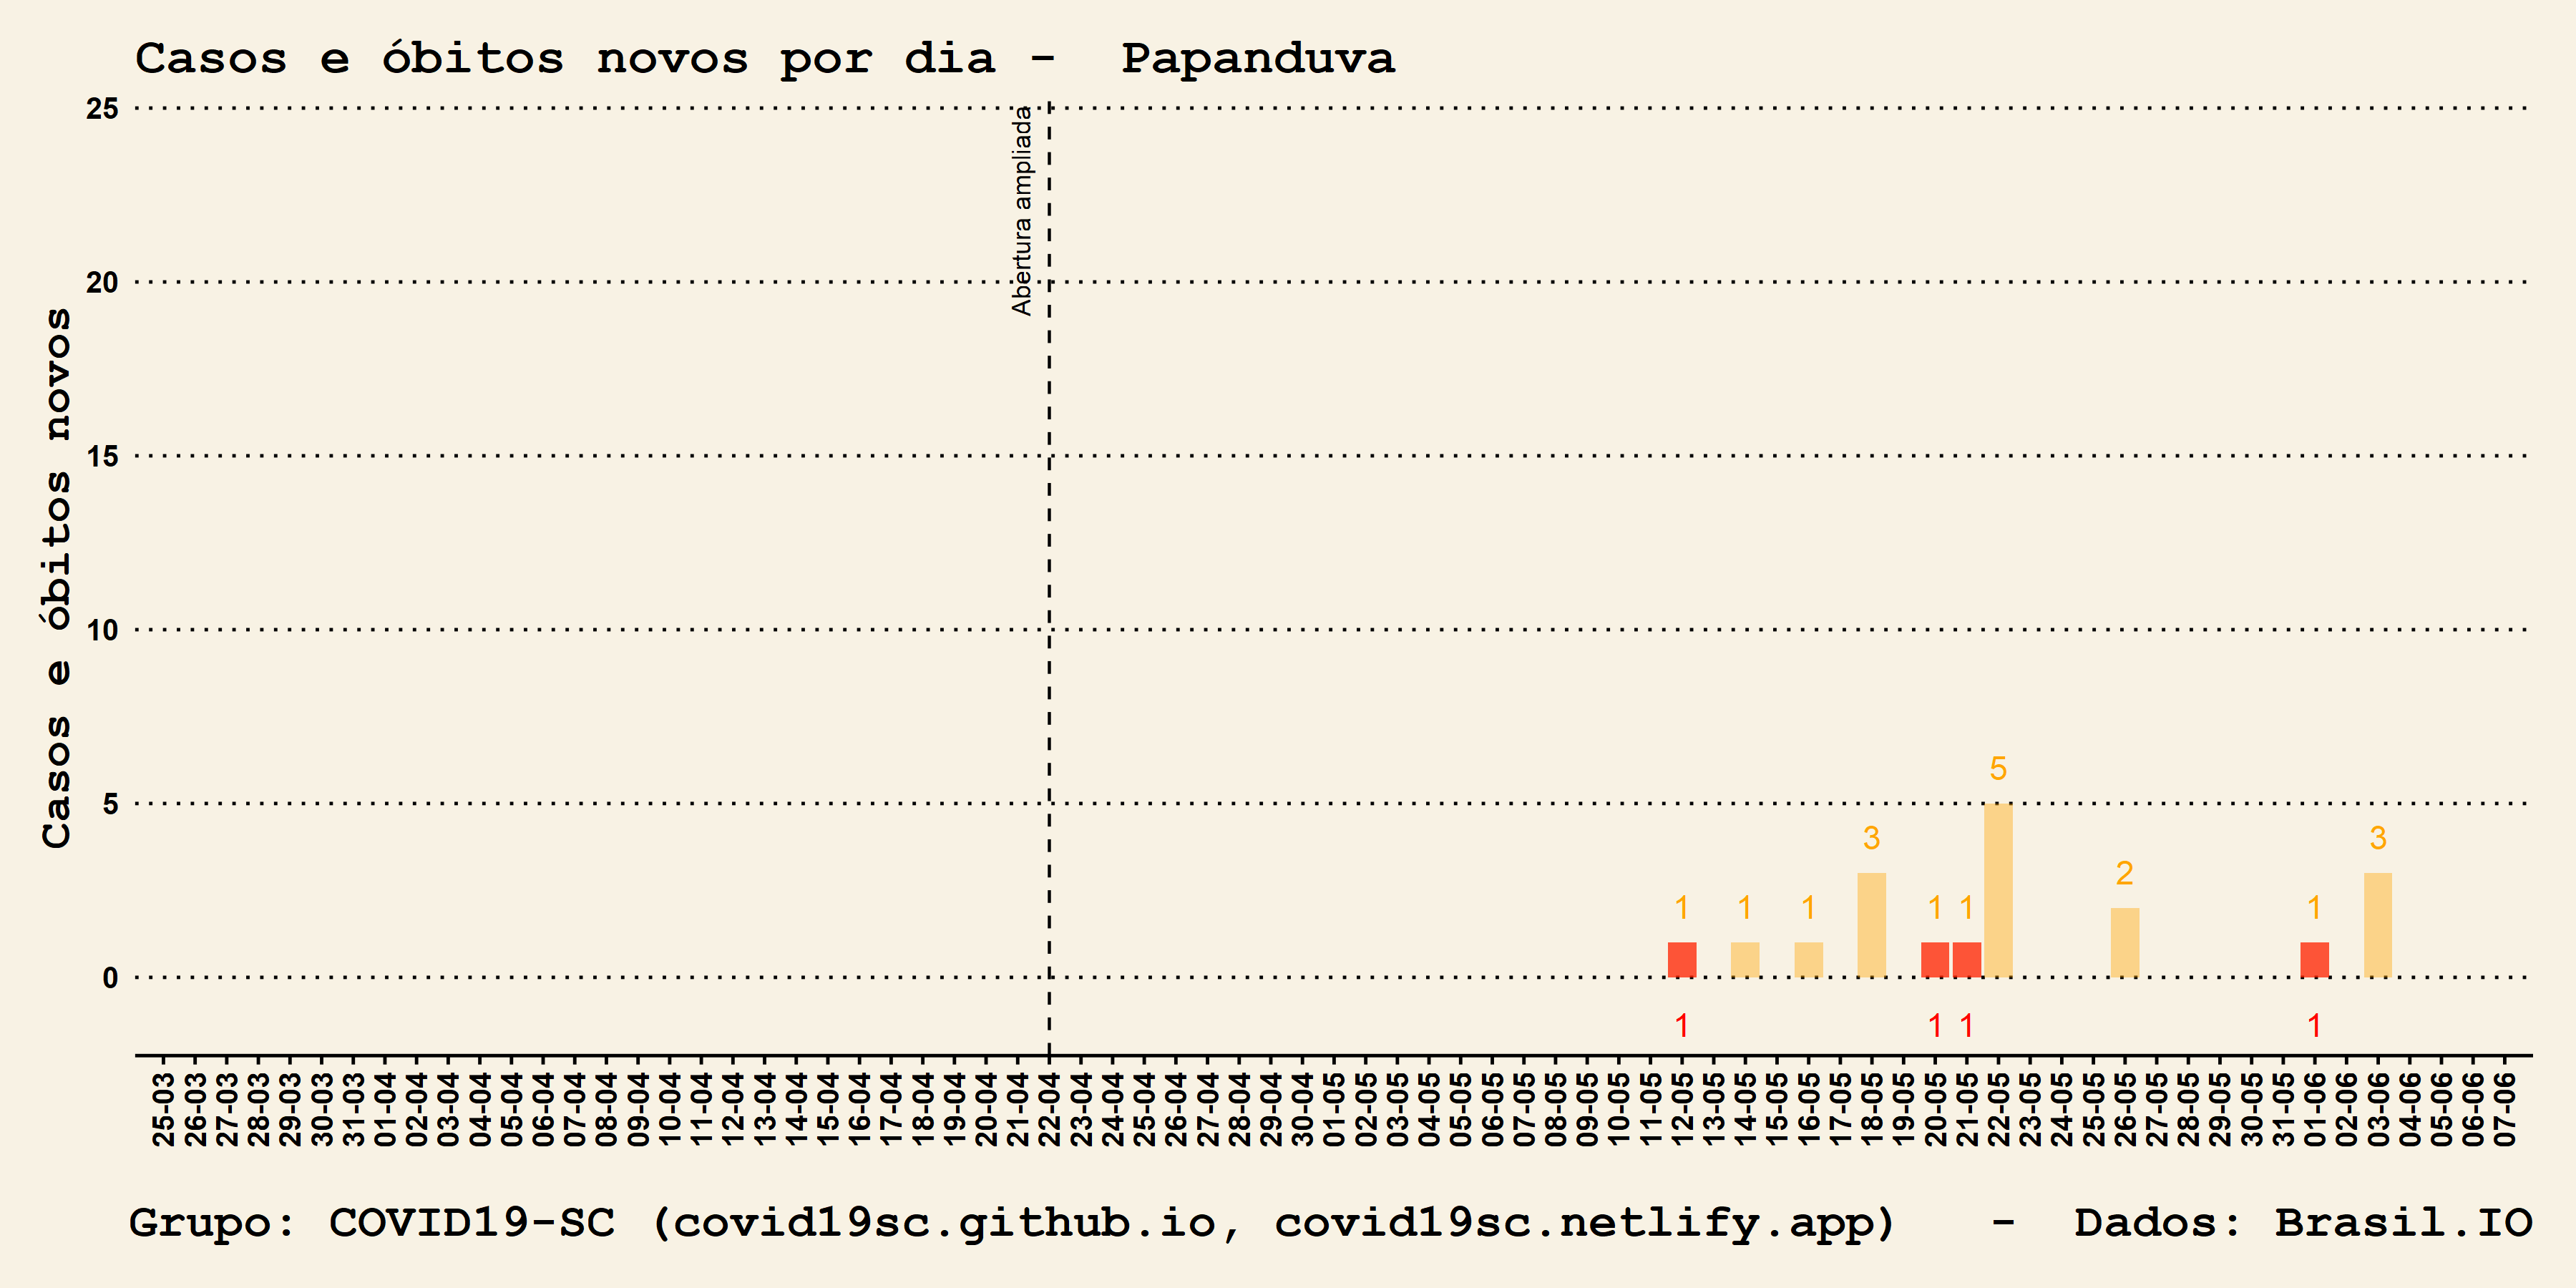 Casos e óbitos novos por dia -  Papanduva
Casos e óbitos novos
25
20
15
10
5
0
Abertura ampliada
1 1 1 3 1 1 5 2 1 3
1 1 1 1
25-03 26-03 27-03 28-03 29-03 30-03 31-03 01-04 02-04 03-04 04-04 05-04 06-04 07-04 08-04 09-04 10-04 11-04 12-04 13-04 14-04 15-04 16-04 17-04 18-04 19-04 20-04 21-04 22-04 23-04 24-04 25-04 26-04 27-04 28-04 29-04 30-04 01-05 02-05 03-05 04-05 05-05 06-05 07-05 08-05 09-05 10-05 11-05 12-05 13-05 14-05 15-05 16-05 17-05 18-05 19-05 20-05 21-05 22-05 23-05 24-05 25-05 26-05 27-05 28-05 29-05 30-05 31-05 01-06 02-06 03-06 04-06 05-06 06-06 07-06
Grupo: COVID19-SC (covid19sc.github.io, covid19sc.netlify.app)  -  Dados: Brasil.IO